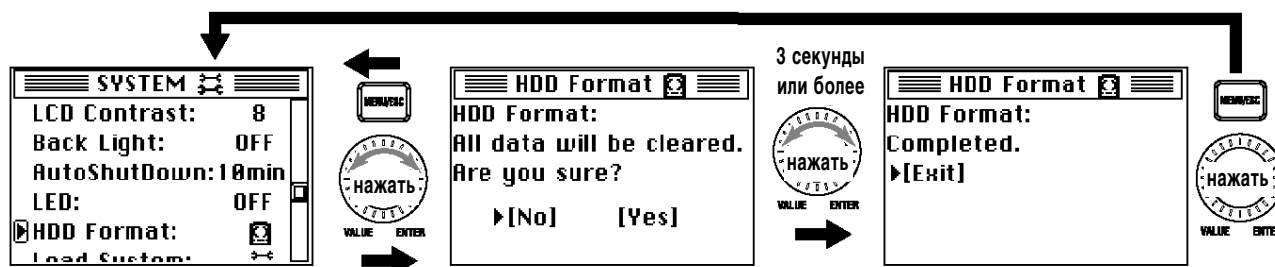 SYSTEM
LCD Contrast: 8
Back Light: OFF
AutoShutDown:10min
LED: OFF
HDD Format:
Load System:
MENU/ESC
нажать
VALUE ENTER
HDD Format
HDD Format:
All data will be cleared.
Are you sure?
[No] [Yes]
3 секунды
или более
нажать
VALUE ENTER
HDD Format
HDD Format:
Completed.
[Exit]
MENU/ESC
нажать
VALUE ENTE